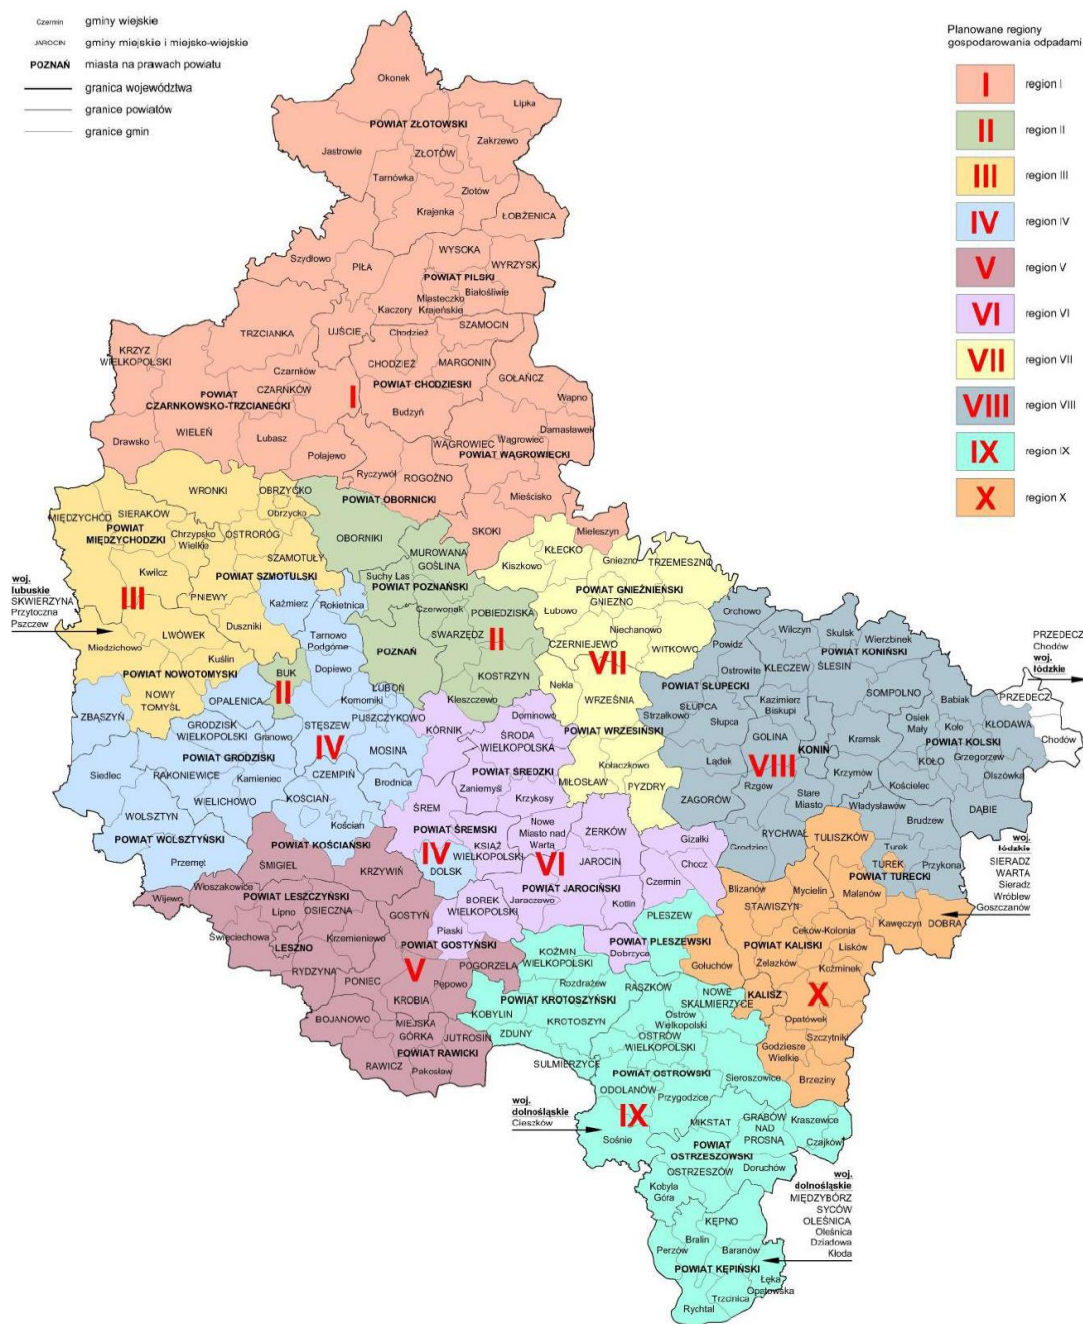 Czermin gminy wiejskie
JAROCIN gminy miejskie i miejsko-wiejskie
POZNAŃ miasta na prawach powiatu
granica województwa
granice powiatów
granice gmin
Planowane regiony
gospodarowania odpadami
I region I
II region II
III region III
IV region IV
V region V
VI region VI
VII region VII
VIII region VIII
IX region IX
X region X
Okonek
Lipka
POWIAT ZŁOTOWSKI
Zakrzewo
Jastrowie
ZŁOTÓW
Tarnówka
Złotów
Krajenka
ŁOBŻENICA
WYSOKA
Szydłowo
PIŁA
WYRZYSK
POWIAT PILSKI
Białośliwie
Miasteczko
Krajeńskie
Kaczory
SZAMOCIN
TRZCIANKA
UJŚCIE
Chodzież
KRZYZ
WIELKOPOLSKI
CHODZIEŻ
MARGONIN
Czarnków
CZARNKÓW
POWIAT CHODZIESKI
GOŁAŃCZ
POWIAT
CZARNKOWSKO-TRZCIANECKI
I
Wapno
Budzyń
Damasławek
Drawsko
WIELEŃ
Lubasz
WĄGROWIEC
Wągrowiec
POWIAT WĄGROWIECKI
Połajewo
Ryczywół
ROGOŹNO
Mieścisko
POWIAT OBORNICKI
SKOKI
Mieleszyn
WRONKI
OBRZYCKO
Obrzycko
MIĘDZYCHÓD
SIERAKÓW
POWIAT
MIĘDZYCHODZKI
Chrzypsko
Wielkie
OSTRORÓG
SZAMOTUŁY
Kwilcz
POWIAT SZMOTULSKI
III
PNIEWY
Duszniki
LWÓWEK
Miedzichowo
Kuślin
POWIAT NOWOTOMYSKI
NOWY
TOMYŚL
woj.
lubuskie
SKWIERZYNA
Przytoczna
Pszczew
OBORNIKI
MUROWANA
GOŚLINA
Suchy Las
POWIAT POZNAŃSKI
Czerwonak
POBIEDZISKA
SWARZĘDZ
II
POZNAŃ
KOSTRZYN
Kleszczewo
BUK
II
KŁECKO
Kiszkowo
Gniezno
TRZEMESZNO
POWIAT GNIEŹNIEŃSKI
GNIEZNO
Łubowo
Niechanowo
CZERNIEJEWO
WITKOWO
VII
Nekla
WRZEŚNIA
POWIAT WRZESIŃSKI
Kołaczkowo
MIŁOSŁAW
PYZDRY
Kaźmierz
Rokietnica
Tarnowo
Podgórne
Dopiewo
LUBOŃ
Komorniki
OPALENICA
ZBĄSZYŃ
GRODZISK
WIELKOPOLSKI
Granowo
STĘSZEW
PUSZCZYKOWO
IV
MOSINA
POWIAT GRODZISKI
Siedlec
RAKONIEWICE
Kamieniec
CZEMPIŃ
Brodnica
WIELICHOWO
KOŚCIAN
WOLSZTYN
Kościan
POWIAT WOLSZTYŃSKI
POWIAT KOŚCIAŃSKI
Przemęt
KÓRNIK
Dominowo
ŚRODA
WIELKOPOLSKA
POWIAT ŚREDZKI
Zaniemyśl
Krzykosy
ŚREM
Nowe
Miasto nad
Wartą
ŻERKÓW
POWIAT ŚREMSKI
IV
DOLSK
KSIĄŻ
WIELKOPOLSKI
VI
JAROCIN
POWIAT JAROCIŃSKI
BOREK
WIELKOPOLSKI
Jaraczewo
Kotlin
Piaski
Gizałki
Chocz
Czermin
Dobrzyca
Orchowo
Wilczyn
Skulsk
Wierzbinek
Powidz
POWIAT KONIŃSKI
Ostrowite
KLECZEW
ŚLESIN
POWIAT SŁUPECKI
SŁUPCA
SOMPOLNO
Babiak
Strzałkowo
Słupca
Kazimierz
Biskupi
Osiek
Mały
Koło
KŁODAWA
GOLINA
KONIN
Kramsk
POWIAT KOLSKI
Lądek
VIII
KOŁO
Grzegorzew
Rzgów
Krzymów
Kościelec
Olszówka
ZAGORÓW
Stare
Miasto
Władysławów
Brudzew
DĄBIE
RYCHWAŁ
Grodziec
Turek
TUREK
Przykona
POWIAT TURECKI
PRZEDECZ
Chodów
woj.
łódzkie
PRZEDECZ
Chodów
woj.
łódzkie
SIERADZ
WARTA
Sieradz
Wróblew
Goszczanów
TULISZKÓW
Blizanów
Mycielin
Malanów
STAWISZYN
Kawęczyn
DOBRA
Ceków-Kolonia
POWIAT KALISKI
Lisków
Żelazków
Koźminek
Gołuchów
KALISZ
X
Opatówek
Szczytniki
Godziesze
Wielkie
Brzeziny
ŚMIGIEL
KRZYWIŃ
Włoszakowice
Wijewo
POWIAT LESZCZYŃSKI
Lipno
OSIECZNA
GOSTYŃ
Święciechowa
LESZNO
Krzemieniowo
POWIAT GOSTYŃSKI
POGORZELA
RYDZYNA
PONIEC
V
Pępowo
KROBIA
BOJANOWO
MIEJSKA
GÓRKA
JUTROSIN
POWIAT RAWICKI
RAWICZ
Pakosław
PLESZEW
POWIAT PLESZEWSKI
KOŹMIN
WIELKOPOLSKI
Rozdrażew
RASZKÓW
NOWE
SKALMIERZYCE
POWIAT KROTOSZYŃSKI
KOBYLIN
KROTOSZYN
Ostrów
Wielkopolski
ZDUNY
OSTRÓW
WIELKOPOLSKI
SULMIERZYCE
POWIAT OSTROWSKI
Sieroszowice
ODOLANÓW
Przygodzice
IX
MIKSTAT
GRABÓW
NAD
PROSNĄ
Kraszewice
Sośnie
Czajków
POWIAT
OSTRZESZOWSKI
OSTRZESZÓW
Doruchów
Kobyla
Góra
KĘPNO
Bralin
Perzów
Baranów
POWIAT KĘPIŃSKI
Łęka
Opatowska
Trzcinica
Rychtal
woj.
dolnośląskie
Cieszków
woj.
dolnośląskie
MIĘDZYBÓRZ
SYCÓW
OLEŚNICA
Oleśnica
Dziadowa
Kłoda